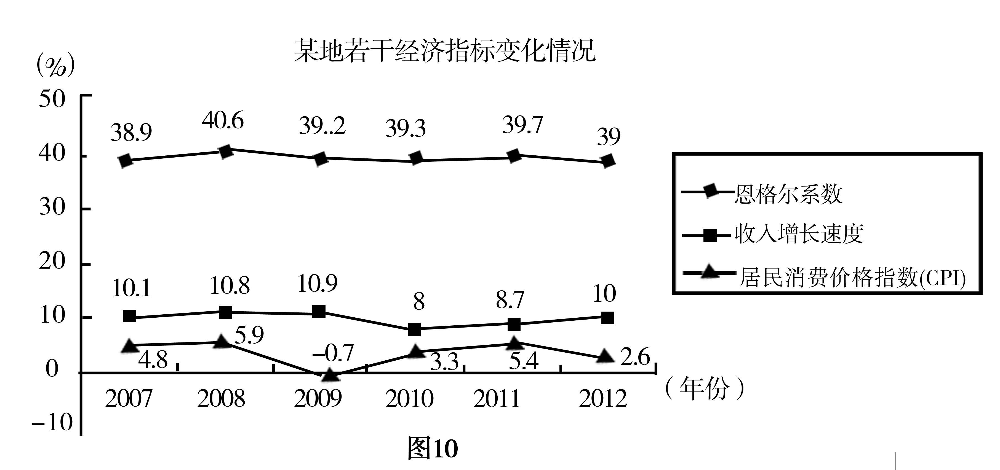 某地若干经济指标变化情况
(%)
50
40
30
20
10
0
–10
38.9 40.6 39..2 39.3 39.7 39
10.1 10.8 10.9 8 8.7 10
4.8 5.9 –0.7 3.3 5.4 2.6
2007 2008 2009 2010 2011 2012 （年份）
恩格尔系数
收入增长速度
居民消费价格指数(CPI)
图10